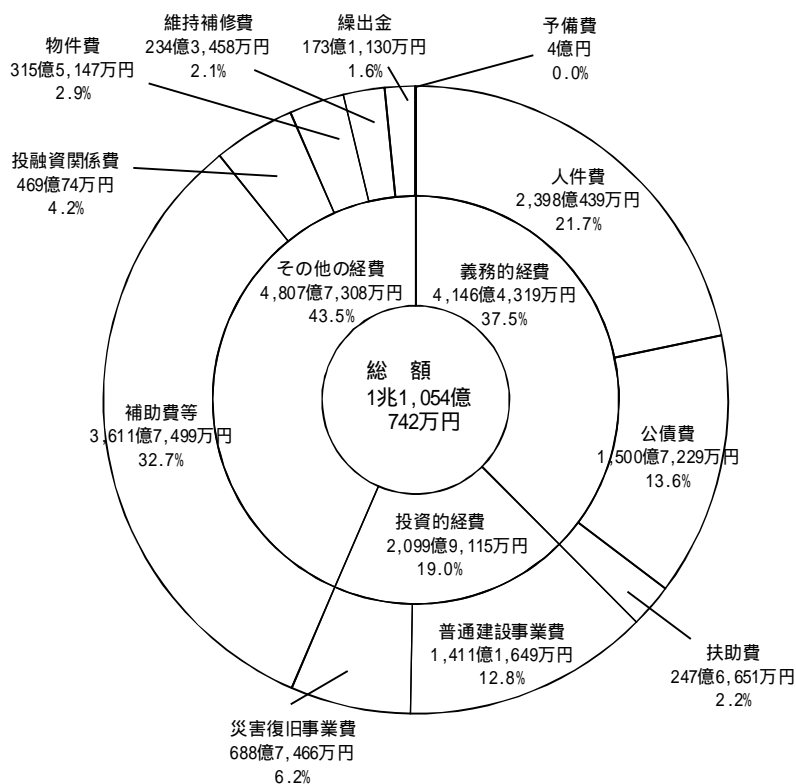 維持補修費
234億3,458万円
2.1%
繰出金
173億1,130万円
1.6%
予備費
4億円
0.0%
物件費
315億5,147万円
2.9%
投融資関係費
469億74万円
4.2%
人件費
2,398億439万円
21.7%
その他の経費
4,807億7,308万円
43.5%
義務的経費
4,146億4,319万円
37.5%
総 額
1兆1,054億
742万円
補助費等
3,611億7,499万円
32.7%
公債費
1,500億7,229万円
13.6%
投資的経費
2,099億9,115万円
19.0%
普通建設事業費
1,411億1,649万円
12.8%
扶助費
247億6,651万円
2.2%
災害復旧事業費
688億7,466万円
6.2%